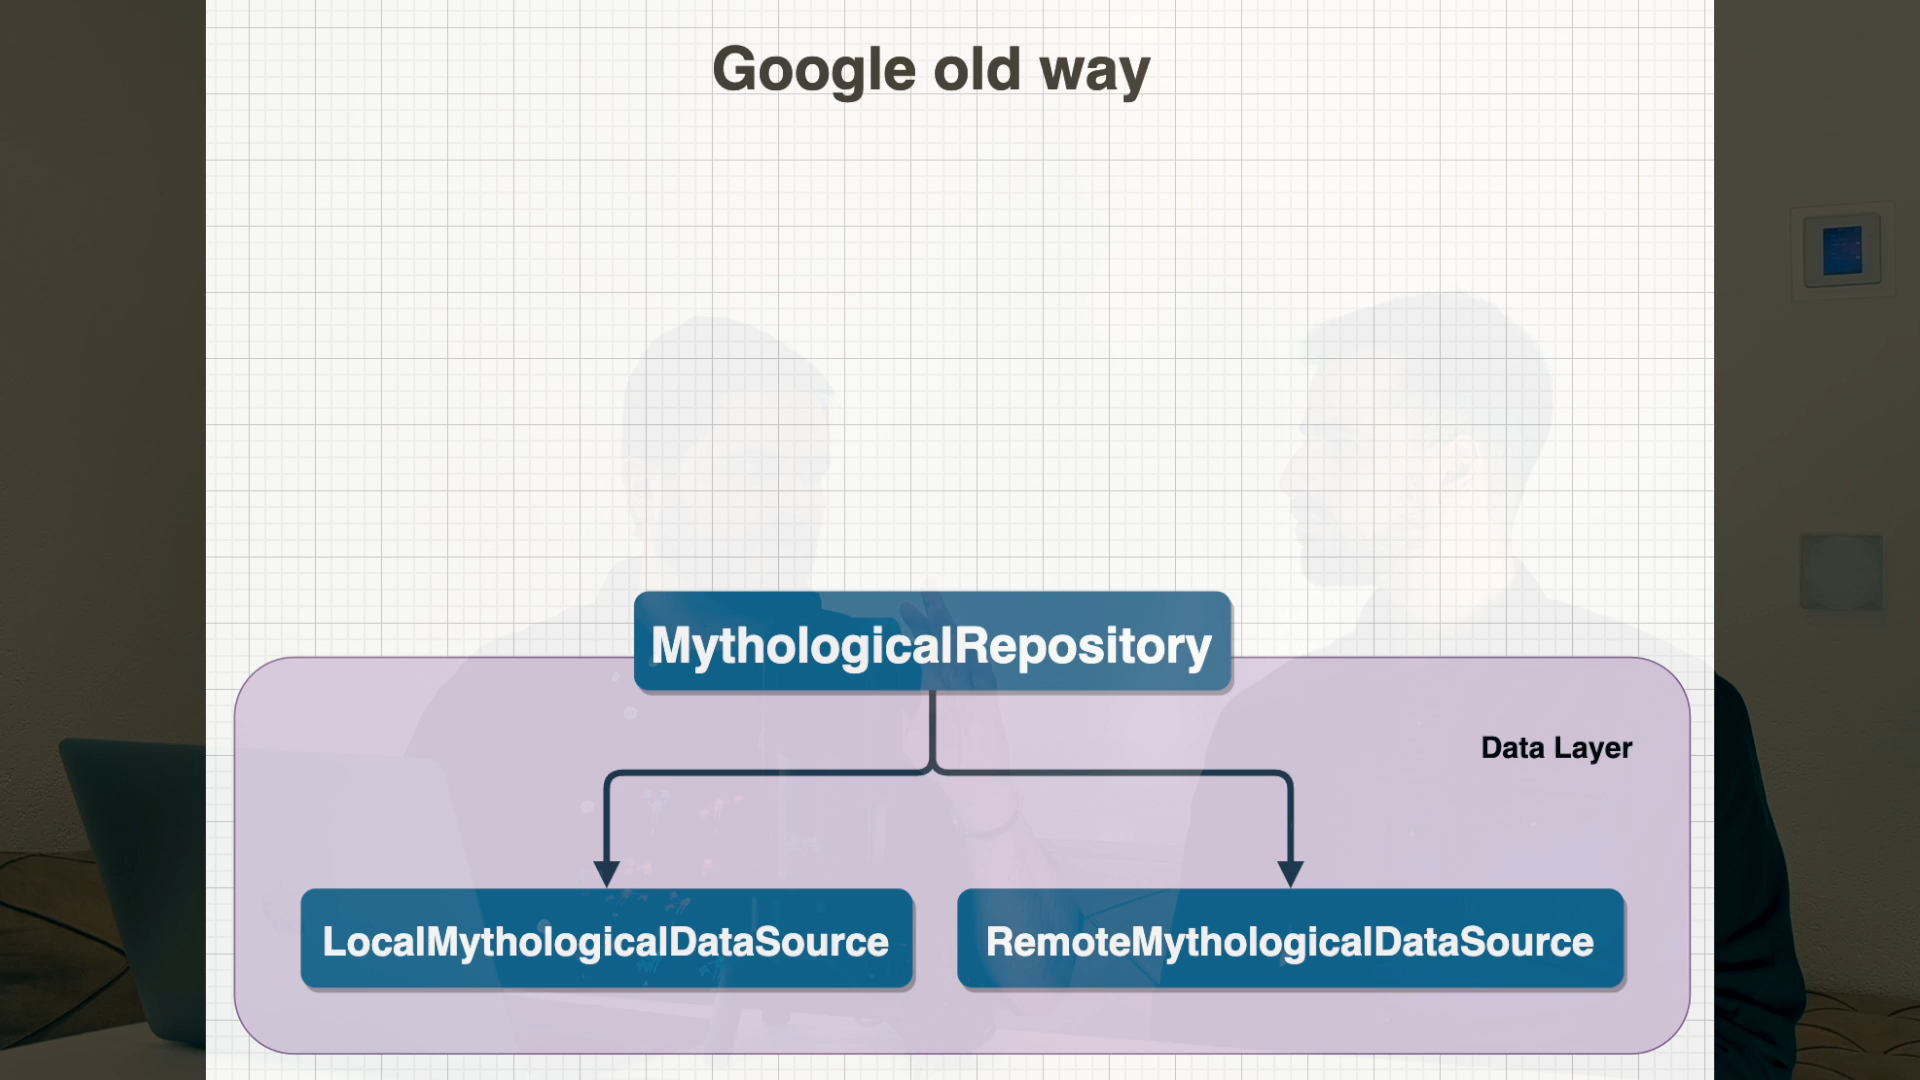 Google old way
MythologicalRepository
Data Layer
LocalMythologicalDataSource
RemoteMythologicalDataSource